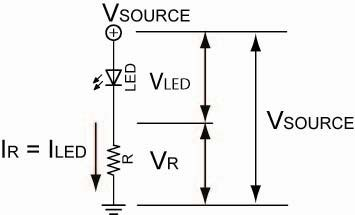 VSOURCE
LED
VLED
VSOURCE
IR = ILED
R
VR